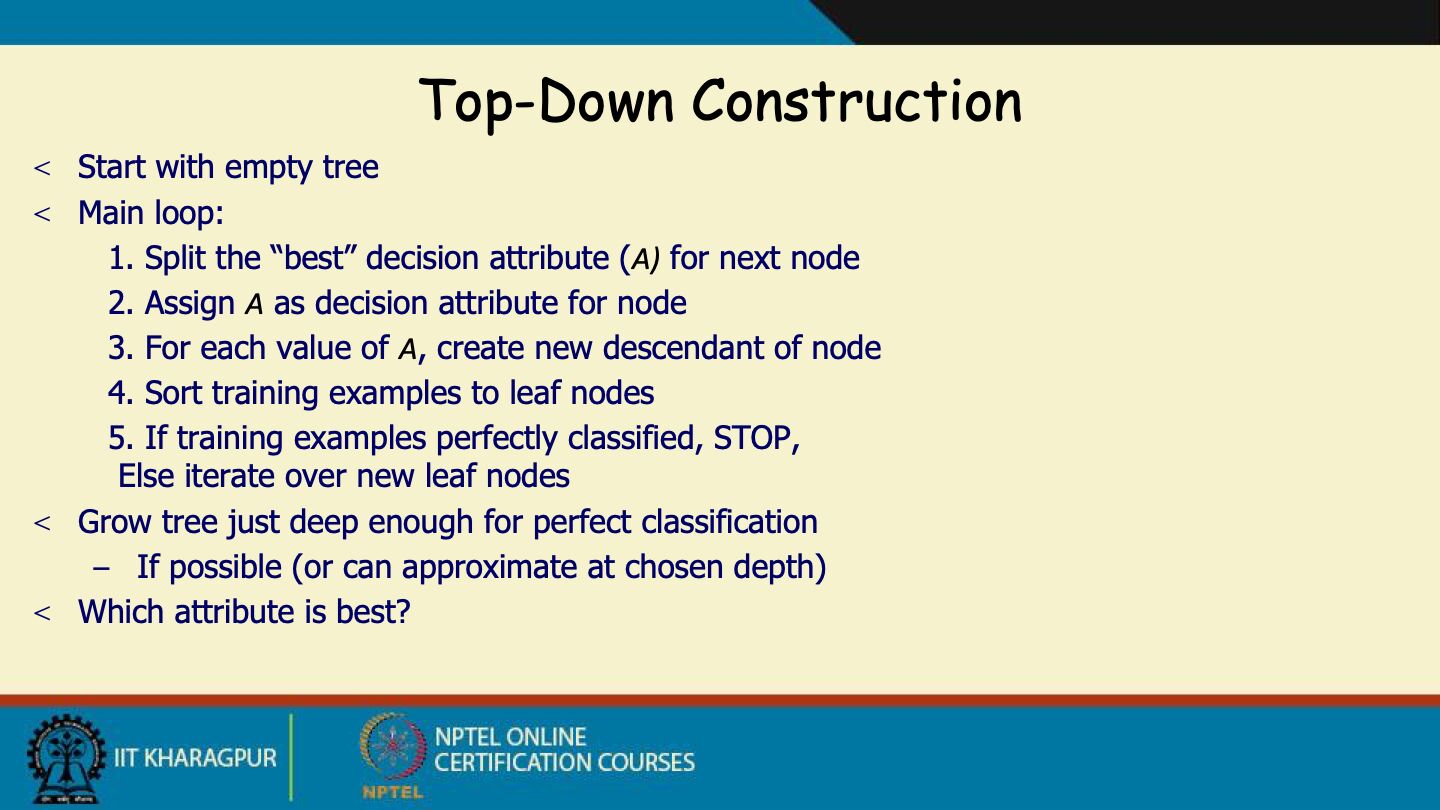 Top-Down Construction
< Start with empty tree
< Main loop:
1. Split the “best” decision attribute (A) for next node
2. Assign A as decision attribute for node
3. For each value of A, create new descendant of node
4. Sort training examples to leaf nodes
5. If training examples perfectly classified, STOP,
Else iterate over new leaf nodes
< Grow tree just deep enough for perfect classification
– If possible (or can approximate at chosen depth)
< Which attribute is best?
IIT KHARAGPUR
NPTEL
NPTEL ONLINE
CERTIFICATION COURSES